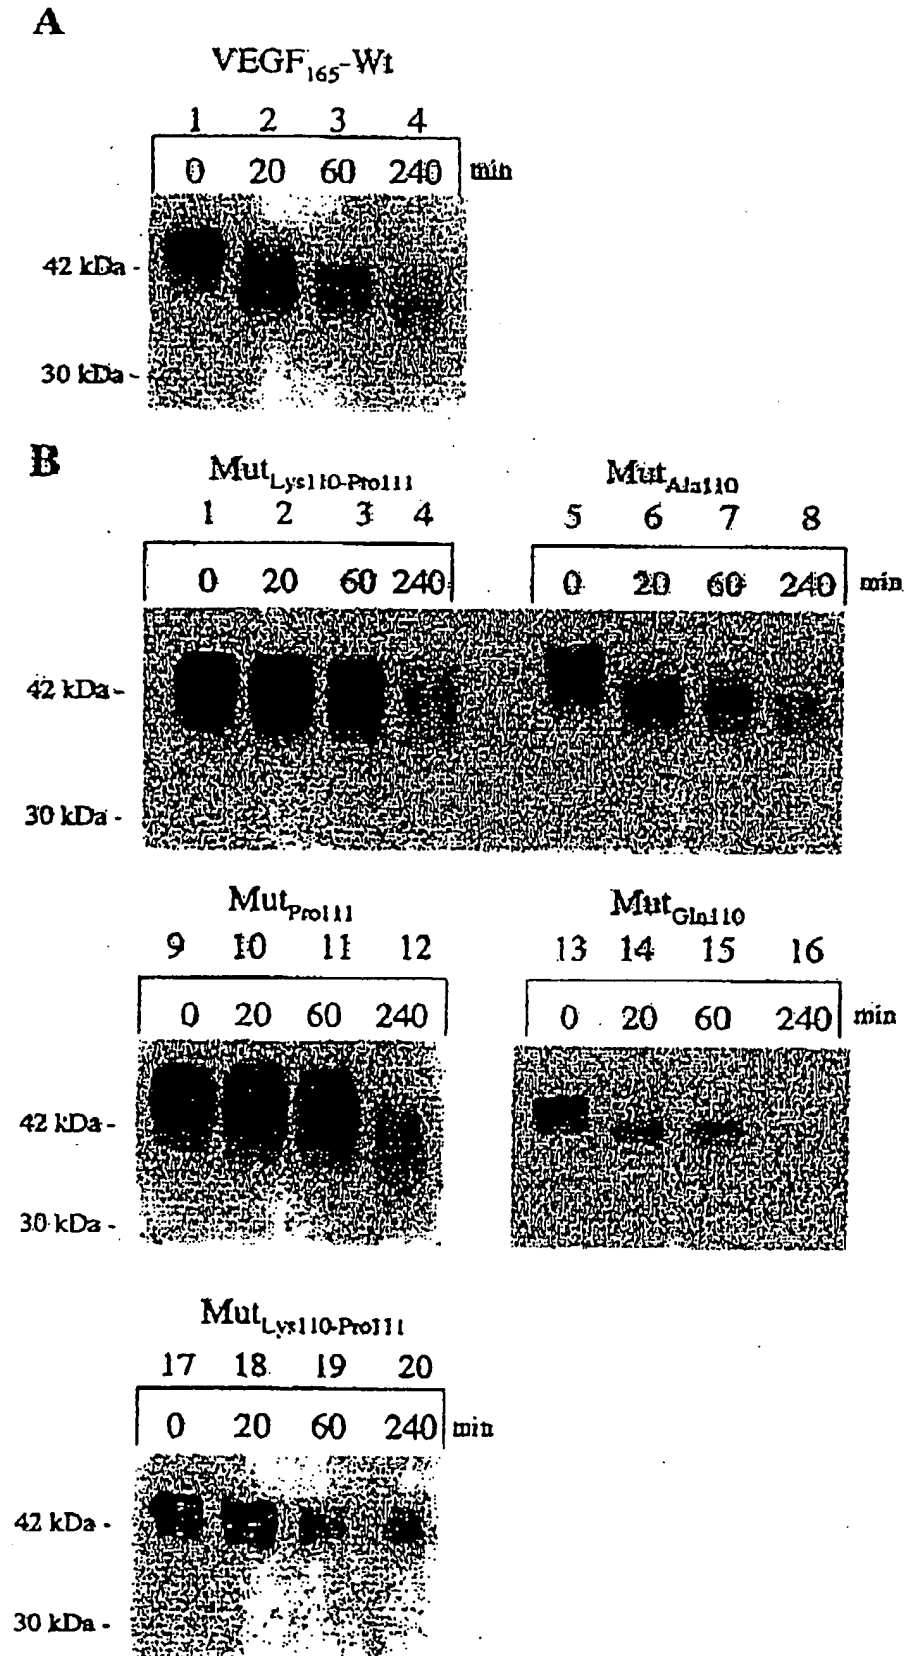 A
VEGF165-Wt
1 2 3 4
0 20 60 240 min
42 kDa -
30 kDa -
B
MutLys110-Pro111 MutAla110
1 2 3 4 5 6 7 8
0 20 60 240 0 20 60 240 min
42 kDa -
30 kDa -
MutPro111 MutGln110
9 10 11 12 13 14 15 16
0 20 60 240 0 20 60 240 min
42 kDa -
30 kDa -
MutLys110-Pro111
17 18 19 20
0 20 60 240 min
42 kDa -
30 kDa -